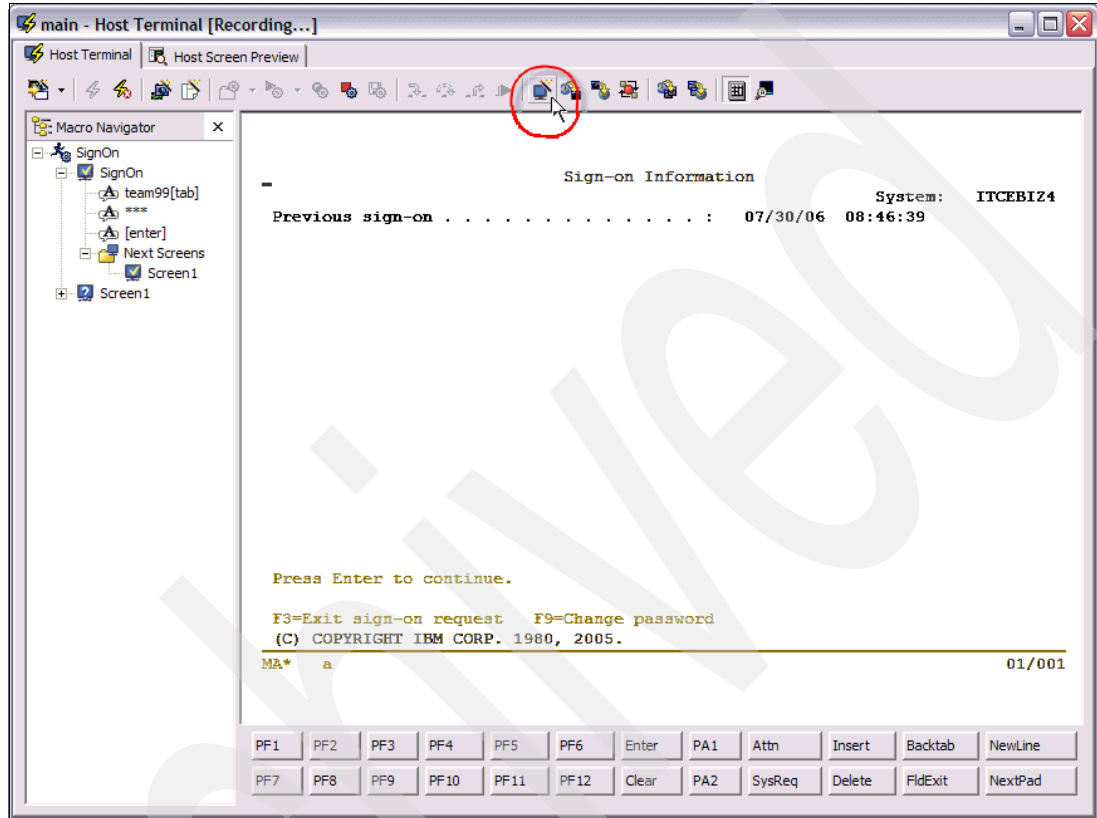 main - Host Terminal [Recording...]
Host Terminal Host Screen Preview
Macro Navigator
SignOn
SignOn
team99[tab]
***
[enter]
Next Screens
Screen1
Screen1
Sign-on Information
System: ITCEBIZ4
Previous sign-on . . . . . . . . . . . . . . : 07/30/06 08:46:39
Press Enter to continue.
F3=Exit sign-on request F9=Change password
(C) COPYRIGHT IBM CORP. 1980, 2005.
MA* a 01/001
PF1 PF2 PF3 PF4 PF5 PF6 Enter PA1 Attn Insert Backtab NewLine
PF7 PF8 PF9 PF10 PF11 PF12 Clear PA2 SysReq Delete FldExit NextPad